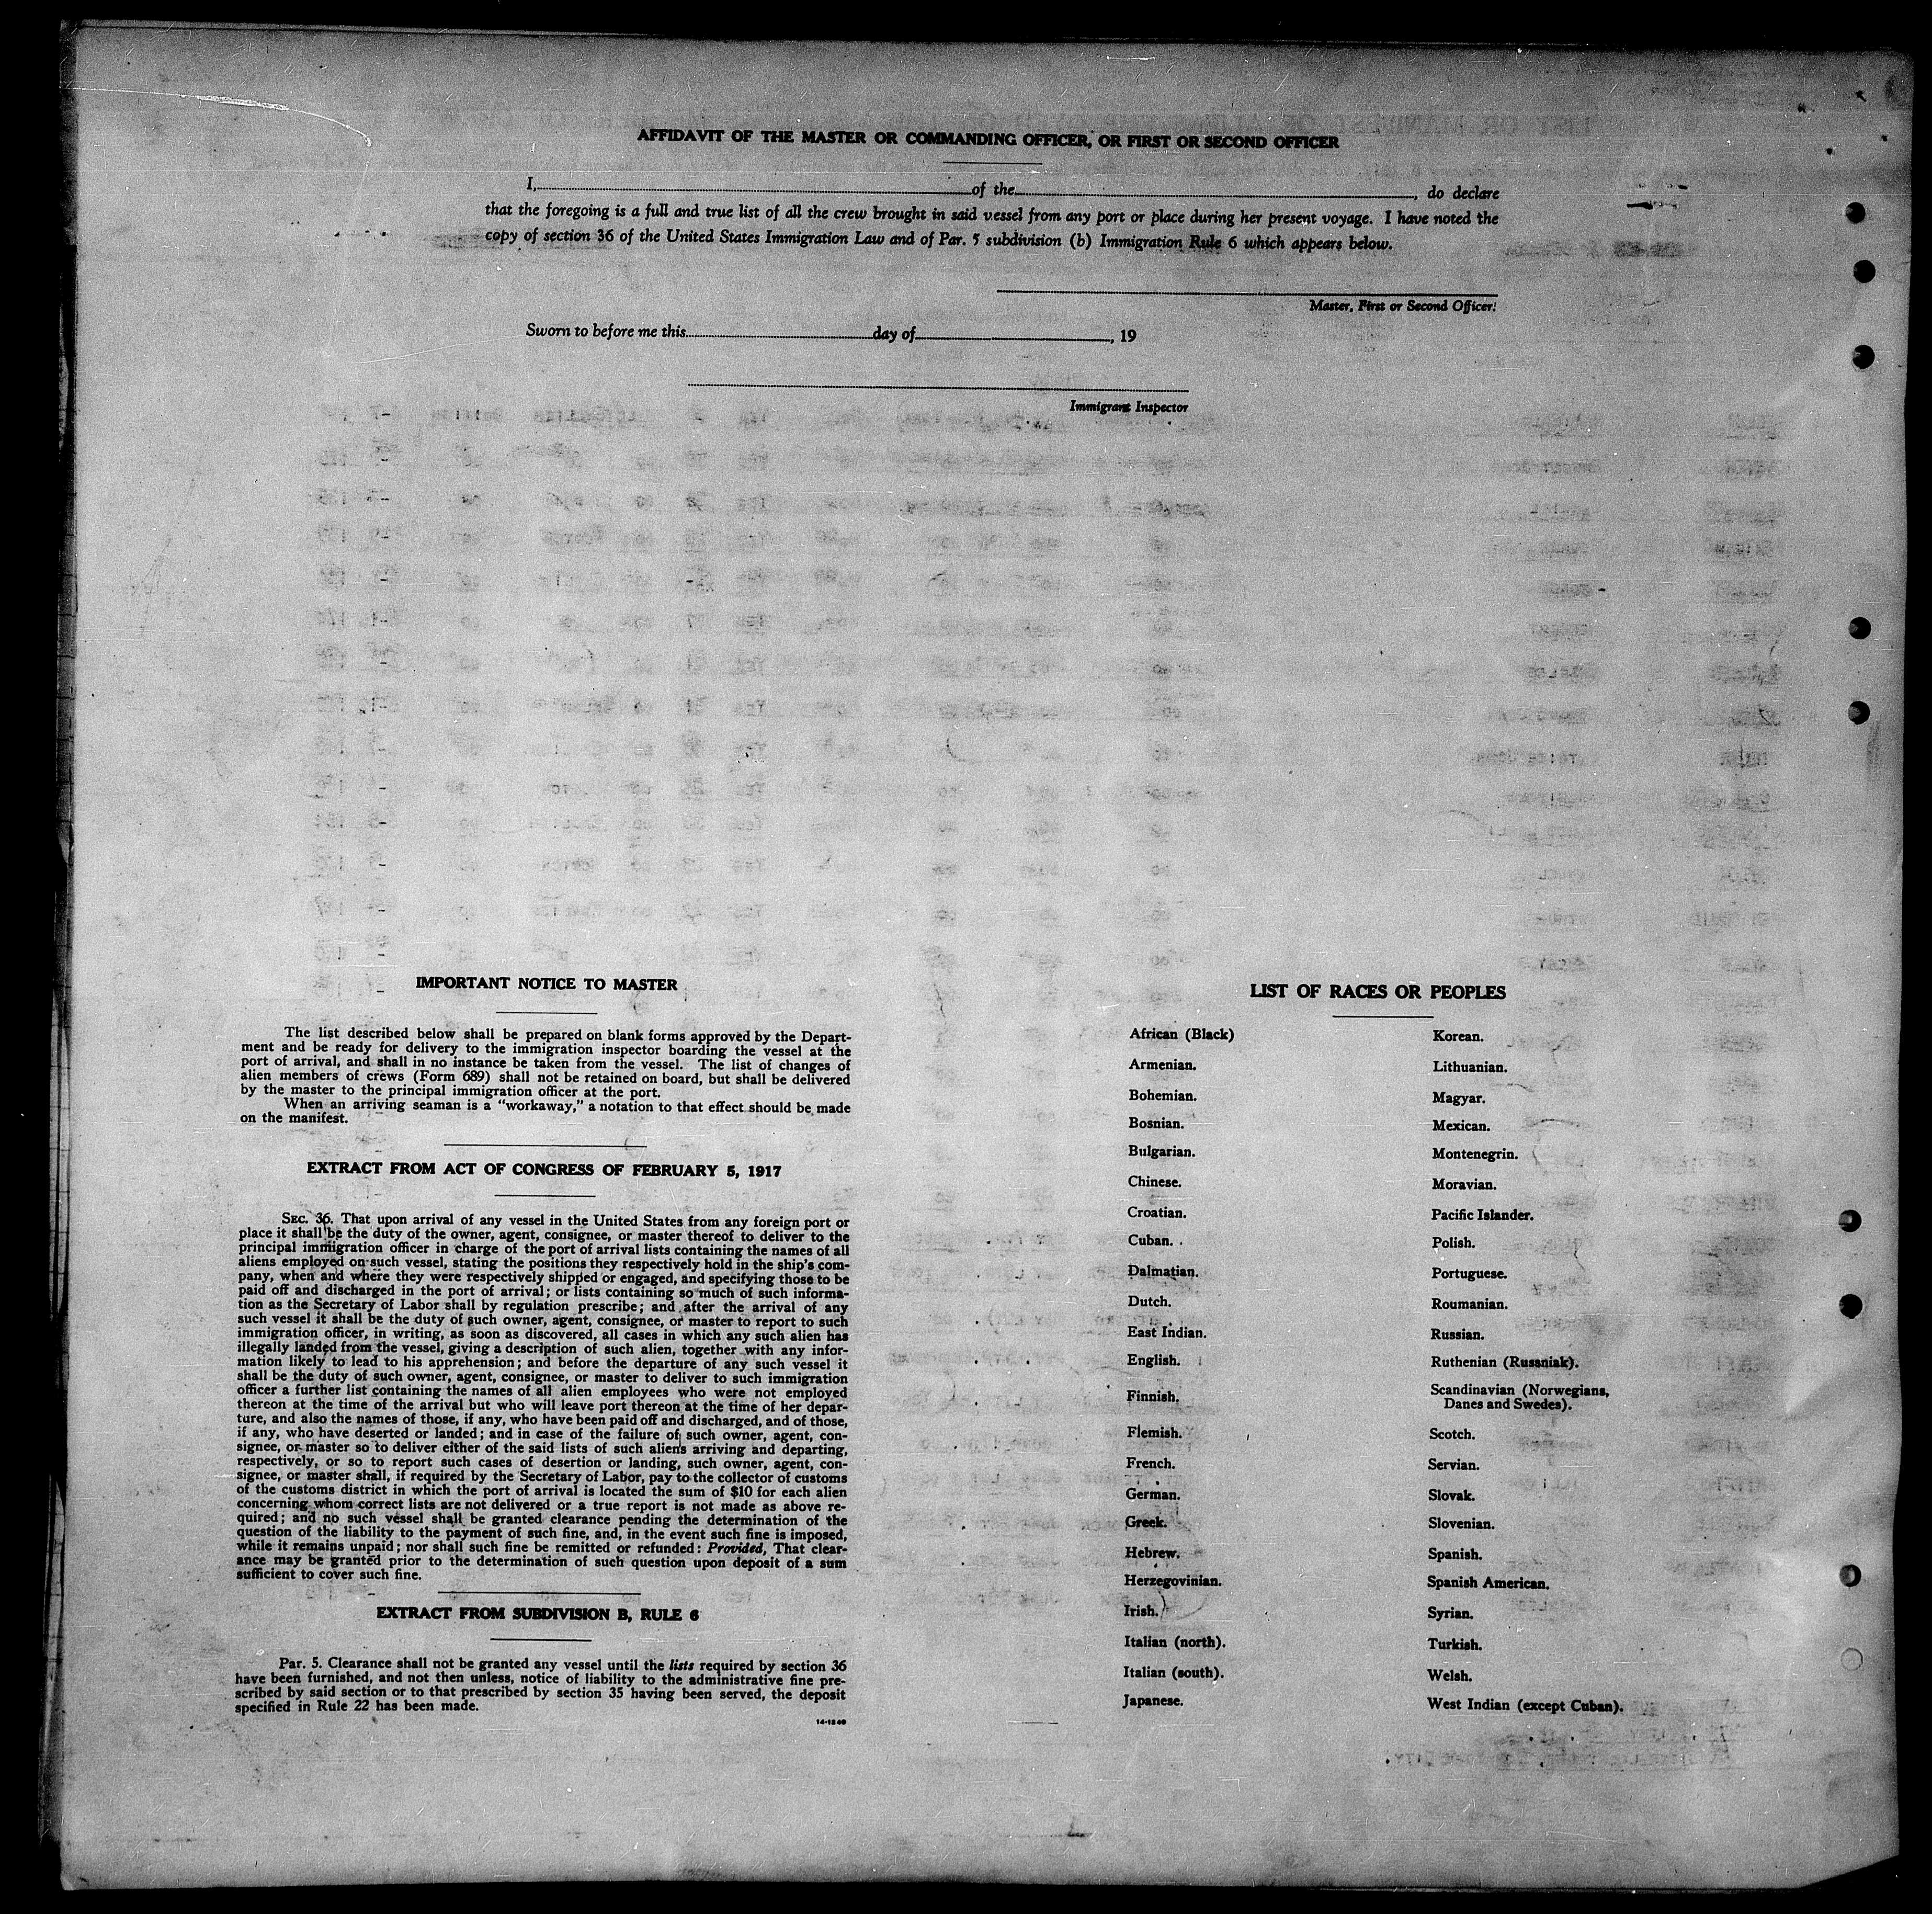 AFFIDAVIT OF THE MASTER OR COMMANDING OFFICER, OR FIRST OR SECOND OFFICER
I, of the , do declare
that the foregoing is a full and true list of all the crew brought in said vessel from any port or place during her present voyage. I have noted the
copy of section 36 of the United States Immigration Law and of Par. 5 subdivision (b) Immigration Rule 6 which appears below.
Master, First or Second Officer.
Sworn to before me this day of , 19
Immigrant Inspector
IMPORTANT NOTICE TO MASTER
The list described below shall be prepared on blank forms approved by the Depart-
ment and be ready for delivery to the immigration inspector boarding the vessel at the
port of arrival, and shall in no instance be taken from the vessel. The list of changes of
alien members of crews (Form 689) shall not be retained on board, but shall be delivered
by the master to the principal immigration officer at the port.
When an arriving seaman is a "workaway," a notation to that effect should be made
on the manifest.
EXTRACT FROM ACT OF CONGRESS OF FEBRUARY 5, 1917
SEC. 36. That upon arrival of any vessel in the United States from any foreign port or
place it shall be the duty of the owner, agent, consignee, or master thereof to deliver to the
principal immigration officer in charge of the port of arrival lists containing the names of all
aliens employed on such vessel, stating the positions they respectively hold in the ship's com-
pany, when and where they were respectively shipped or engaged, and specifying those to be
paid off and discharged in the port of arrival; or lists containing so much of such informa-
tion as the Secretary of Labor shall by regulation prescribe; and after the arrival of any
such vessel it shall be the duty of such owner, agent, consignee, or master to report to such
immigration officer, in writing, as soon as discovered, all cases in which any such alien has
illegally landed from the vessel, giving a description of such alien, together with any infor-
mation likely to lead to his apprehension; and before the departure of any such vessel it
shall be the duty of such owner, agent, consignee, or master to deliver to such immigration
officer a further list containing the names of all alien employees who were not employed
thereon at the time of the arrival but who will leave port thereon at the time of her depar-
ture, and also the names of those, if any, who have been paid off and discharged, and of those,
if any, who have deserted or landed; and in case of the failure of such owner, agent, con-
signee, or master so to deliver either of the said lists of such aliens arriving and departing,
respectively, or so to report such cases of desertion or landing, such owner, agent, con-
signee, or master shall, if required by the Secretary of Labor, pay to the collector of customs
of the customs district in which the port of arrival is located the sum of $10 for each alien
concerning whom correct lists are not delivered or a true report is not made as above re-
quired; and no such vessel shall be granted clearance pending the determination of the
question of the liability to the payment of such fine, and, in the event such fine is imposed,
while it remains unpaid; nor shall such fine be remitted or refunded: Provided, That clear-
ance may be granted prior to the determination of such question upon deposit of a sum
sufficient to cover such fine.
EXTRACT FROM SUBDIVISION B, RULE 6
Par. 5. Clearance shall not be granted any vessel until the lists required by section 36
have been furnished, and not then unless, notice of liability to the administrative fine pre-
scribed by said section or to that prescribed by section 35 having been served, the deposit
specified in Rule 22 has been made.
14-1240
LIST OF RACES OR PEOPLES
African (Black)
Armenian.
Bohemian.
Bosnian.
Bulgarian.
Chinese.
Croatian.
Cuban.
Dalmatian.
Dutch.
East Indian.
English.
Finnish.
Flemish.
French.
German.
Greek.
Hebrew.
Herzegovinian.
Irish.
Italian (north).
Italian (south).
Japanese.
Korean.
Lithuanian.
Magyar.
Mexican.
Montenegrin.
Moravian.
Pacific Islander.
Polish.
Portuguese.
Roumanian.
Russian.
Ruthenian (Russniak).
Scandinavian (Norwegians,
Danes and Swedes).
Scotch.
Servian.
Slovak.
Slovenian.
Spanish.
Spanish American.
Syrian.
Turkish.
Welsh.
West Indian (except Cuban).